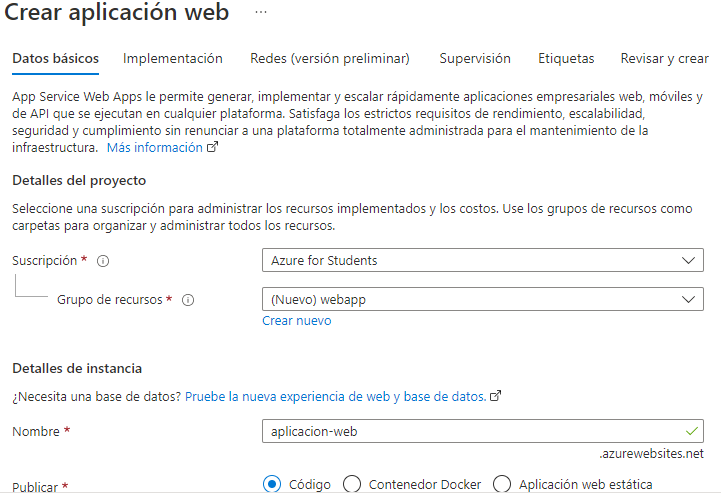 Crear aplicación web ...
Datos básicos Implementación Redes (versión preliminar) Supervisión Etiquetas Revisar y crear
App Service Web Apps le permite generar, implementar y escalar rápidamente aplicaciones empresariales web, móviles y
de API que se ejecutan en cualquier plataforma. Satisfaga los estrictos requisitos de rendimiento, escalabilidad,
seguridad y cumplimiento sin renunciar a una plataforma totalmente administrada para el mantenimiento de la
infraestructura. Más información
Detalles del proyecto
Seleccione una suscripción para administrar los recursos implementados y los costos. Use los grupos de recursos como
carpetas para organizar y administrar todos los recursos.
Suscripción * Azure for Students
Grupo de recursos * (Nuevo) webapp
Crear nuevo
Detalles de instancia
¿Necesita una base de datos? Pruebe la nueva experiencia de web y base de datos.
Nombre * aplicacion-web
.azurewebsites.net
Publicar * Código Contenedor Docker Aplicación web estática